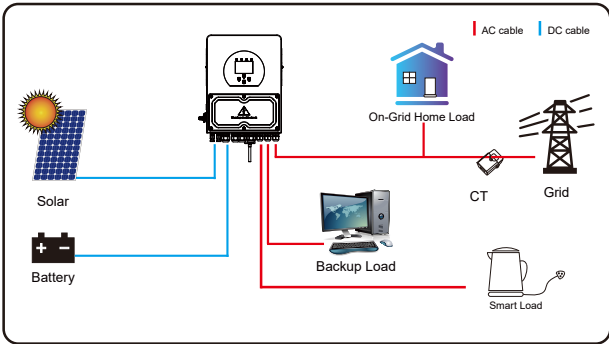 AC cable
DC cable
On-Grid Home Load
CT
Grid
Solar
Backup Load
Battery
Smart Load